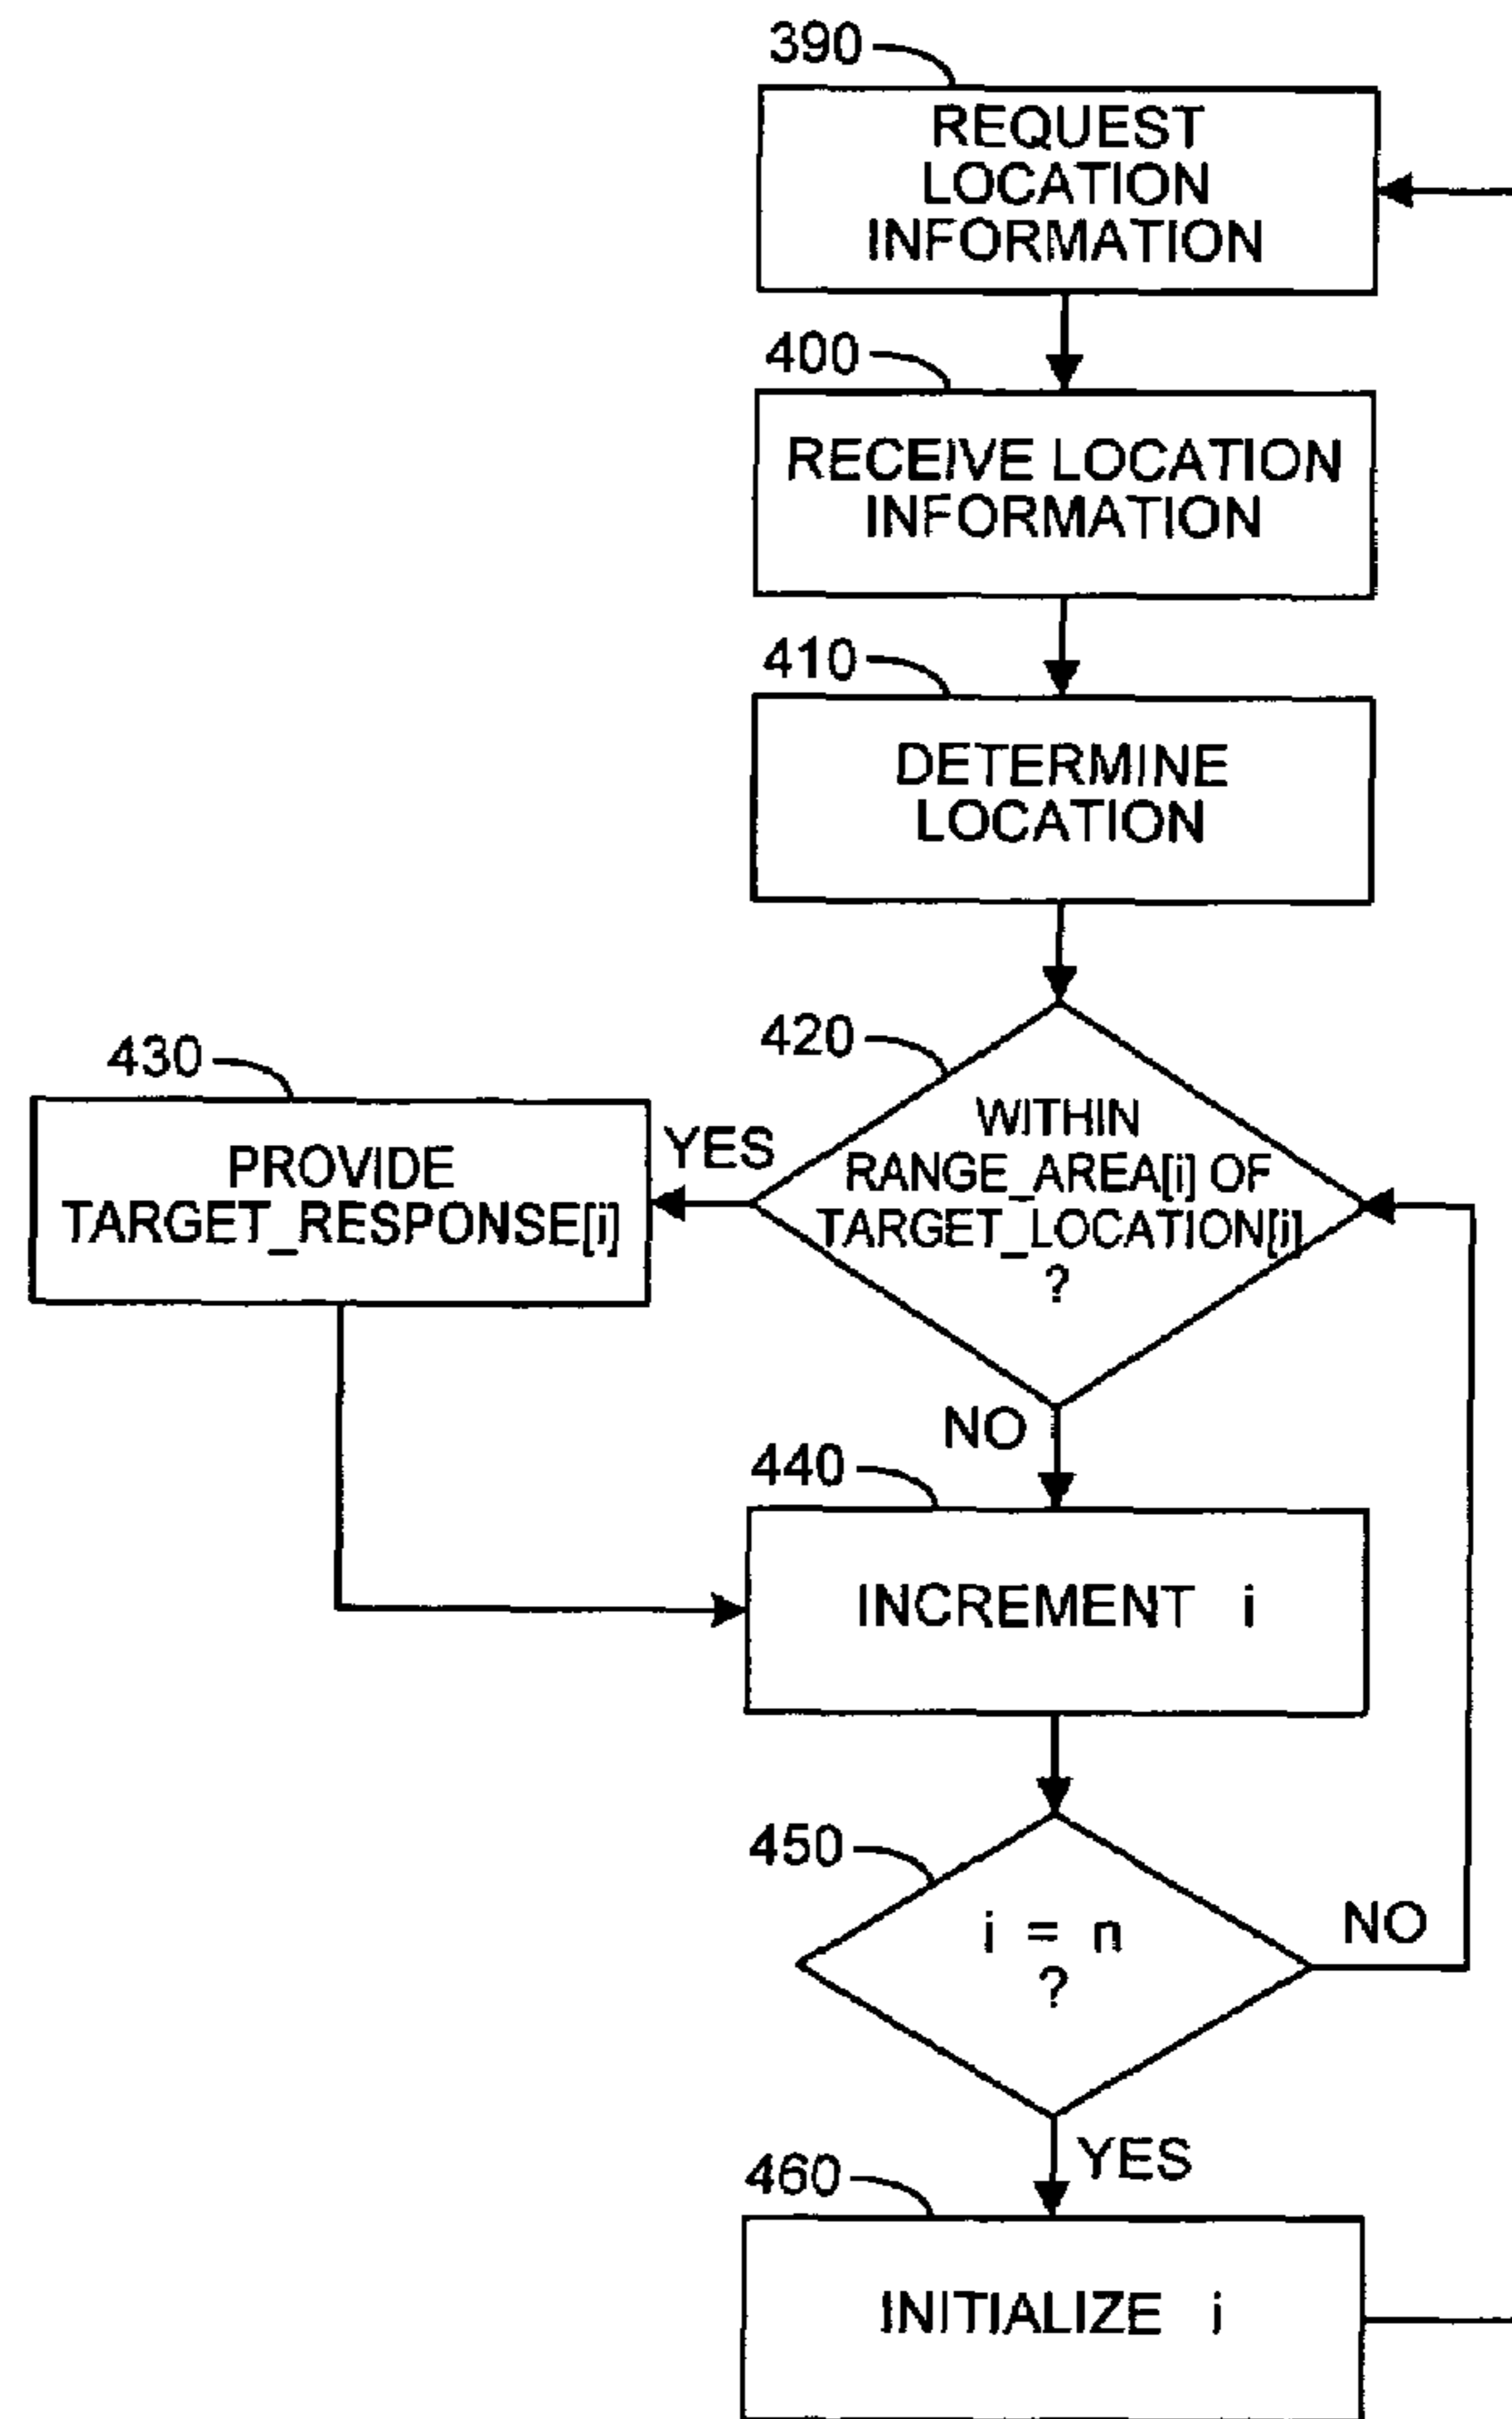 390
REQUEST
LOCATION
INFORMATION
400
RECEIVE LOCATION
INFORMATION
410
DETERMINE
LOCATION
420
WITHIN
RANGE_AREA[i] OF
TARGET_LOCATION[i]
?
YES
430
PROVIDE
TARGET_RESPONSE[i]
NO
440
INCREMENT i
450
i = n
?
NO
YES
460
INITIALIZE i